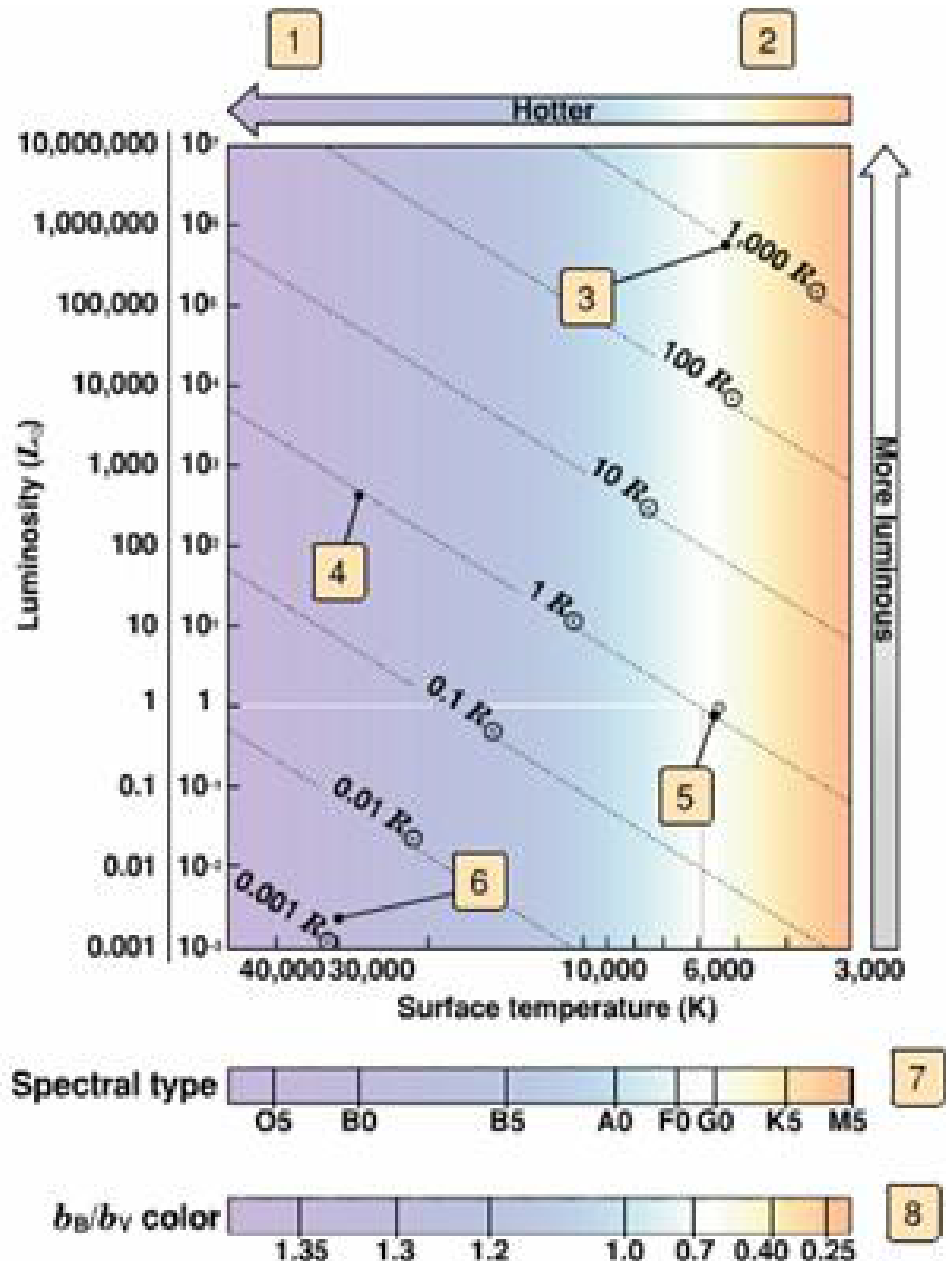 1
2
Hotter
10,000,000 10⁷
1,000,000 10⁶
100,000 10⁵
10,000 10⁴
1,000 10³
100 10²
10 10¹
1 1
0.1 10⁻¹
0.01 10⁻²
0.001 10⁻³
Luminosity (L☉)
More luminous
1,000 R☉
3
100 R☉
10 R☉
4
1 R☉
0.1 R☉
5
0.01 R☉
6
0.001 R☉
40,000 30,000 10,000 6,000 3,000
Surface temperature (K)
7
Spectral type
O5 B0 B5 A0 F0 G0 K5 M5
8
bB/bV color
1.35 1.3 1.2 1.0 0.7 0.40 0.25